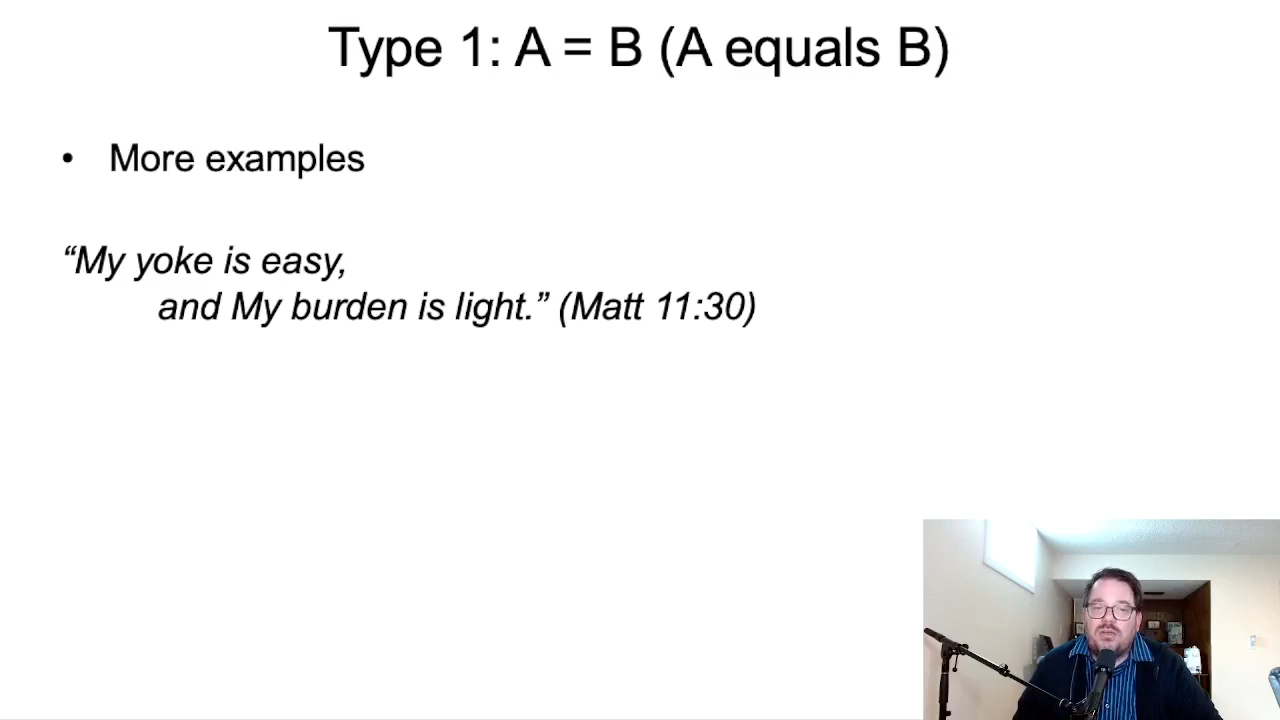 Type 1: A = B (A equals B)
• More examples
“My yoke is easy,
and My burden is light.” (Matt 11:30)